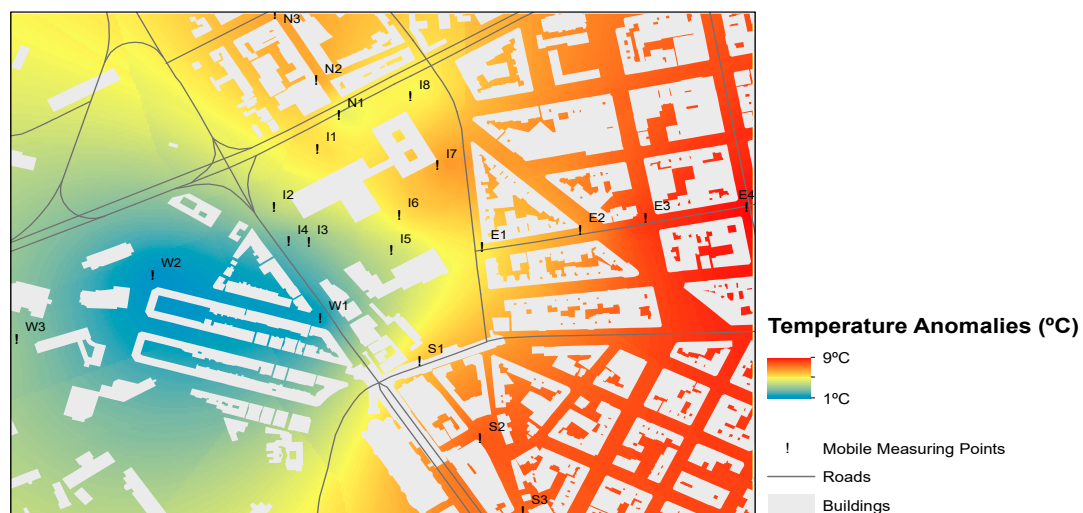 N3
N2
I8
N1
I1
I7
I2
I6
E4
E3
E2
I4
I3
I5
E1
W2
W1
W3
S1
S2
S3
Temperature Anomalies (ºC)
9ºC
1ºC
! Mobile Measuring Points
Roads
Buildings